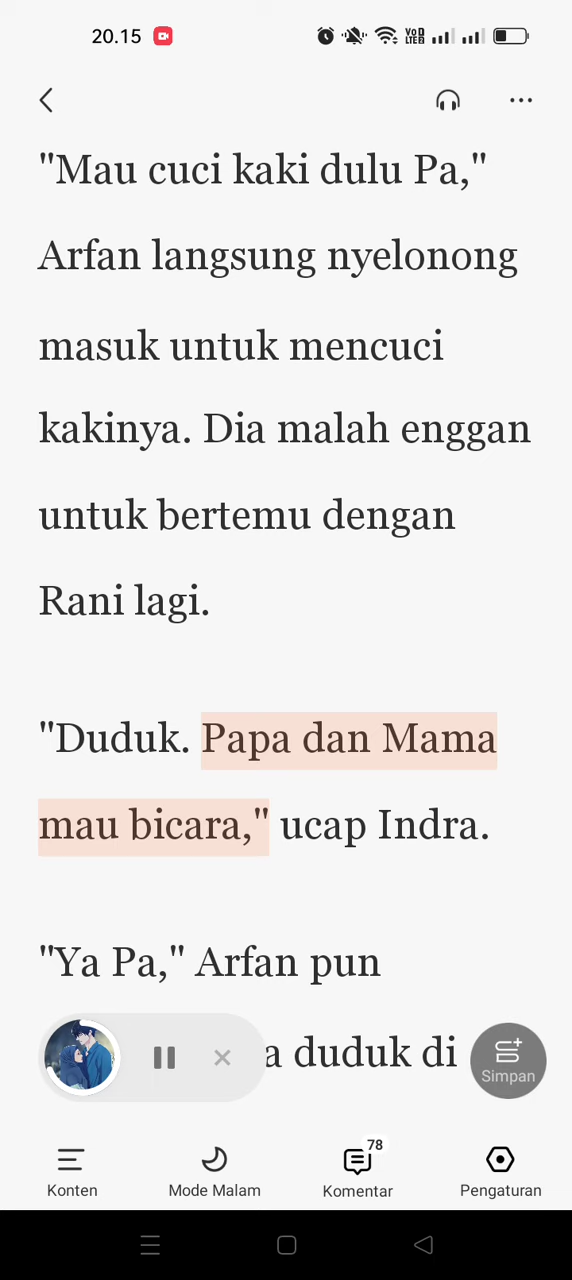 20.15
VoD
LTE2
"Mau cuci kaki dulu Pa,"
Arfan langsung nyelonong
masuk untuk mencuci
kakinya. Dia malah enggan
untuk bertemu dengan
Rani lagi.
"Duduk. Papa dan Mama
mau bicara," ucap Indra.
"Ya Pa," Arfan pun
a duduk di
Simpan
78
Konten
Mode Malam
Komentar
Pengaturan